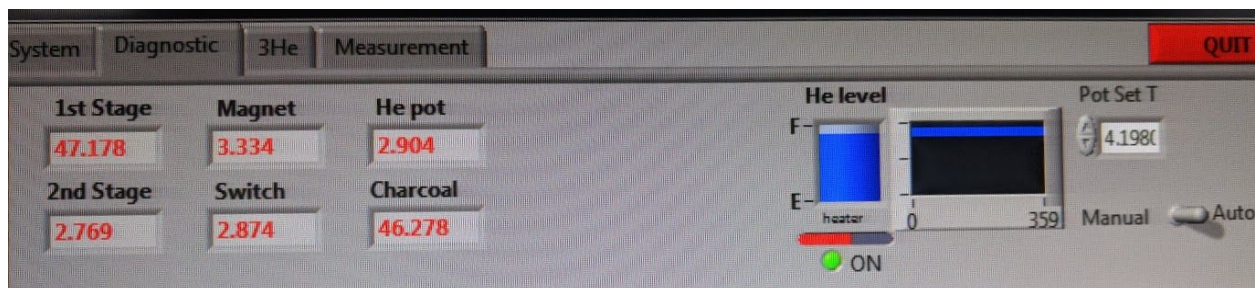 System Diagnostic 3He Measurement QUIT
1st Stage Magnet He pot He level Pot Set T
47.178 3.334 2.904 F 4.198(
2nd Stage Switch Charcoal
2.769 2.874 46.278 E
heater 0 359 Manual Auto
ON